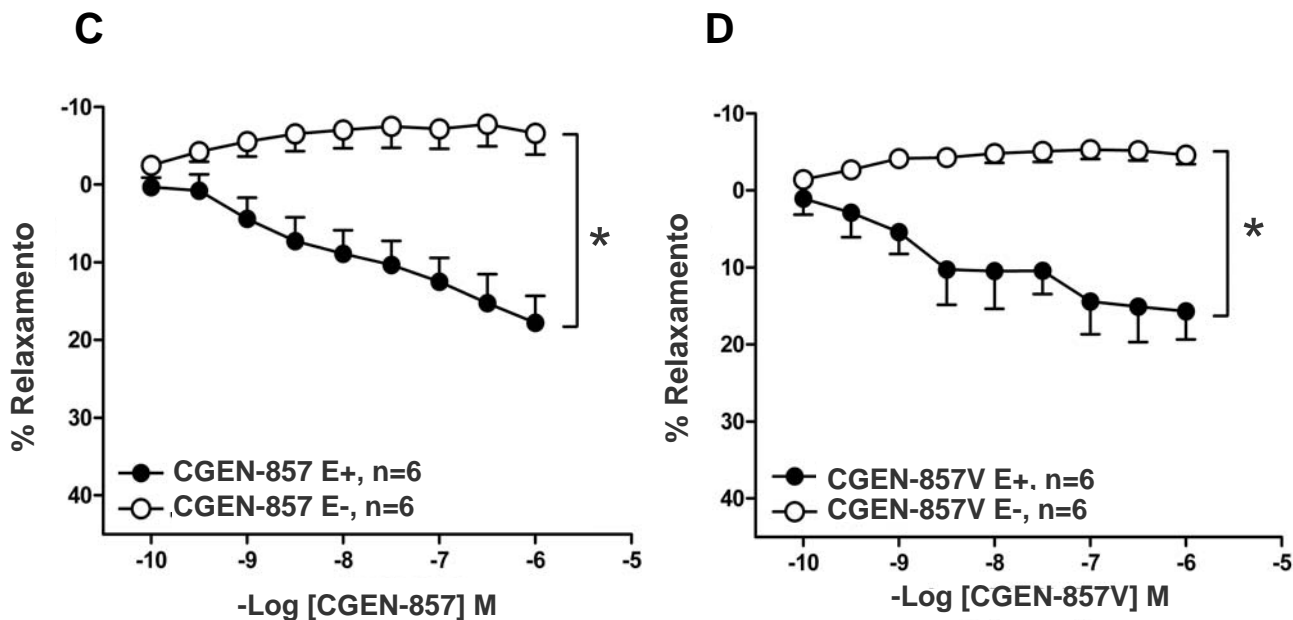 C
-10
0
10
20
30
40
% Relaxamento
*
CGEN-857 E+, n=6
CGEN-857 E-, n=6
-10 -9 -8 -7 -6 -5
-Log [CGEN-857] M
D
-10
0
10
20
30
40
% Relaxamento
*
CGEN-857V E+, n=6
CGEN-857V E-, n=6
-10 -9 -8 -7 -6 -5
-Log [CGEN-857V] M